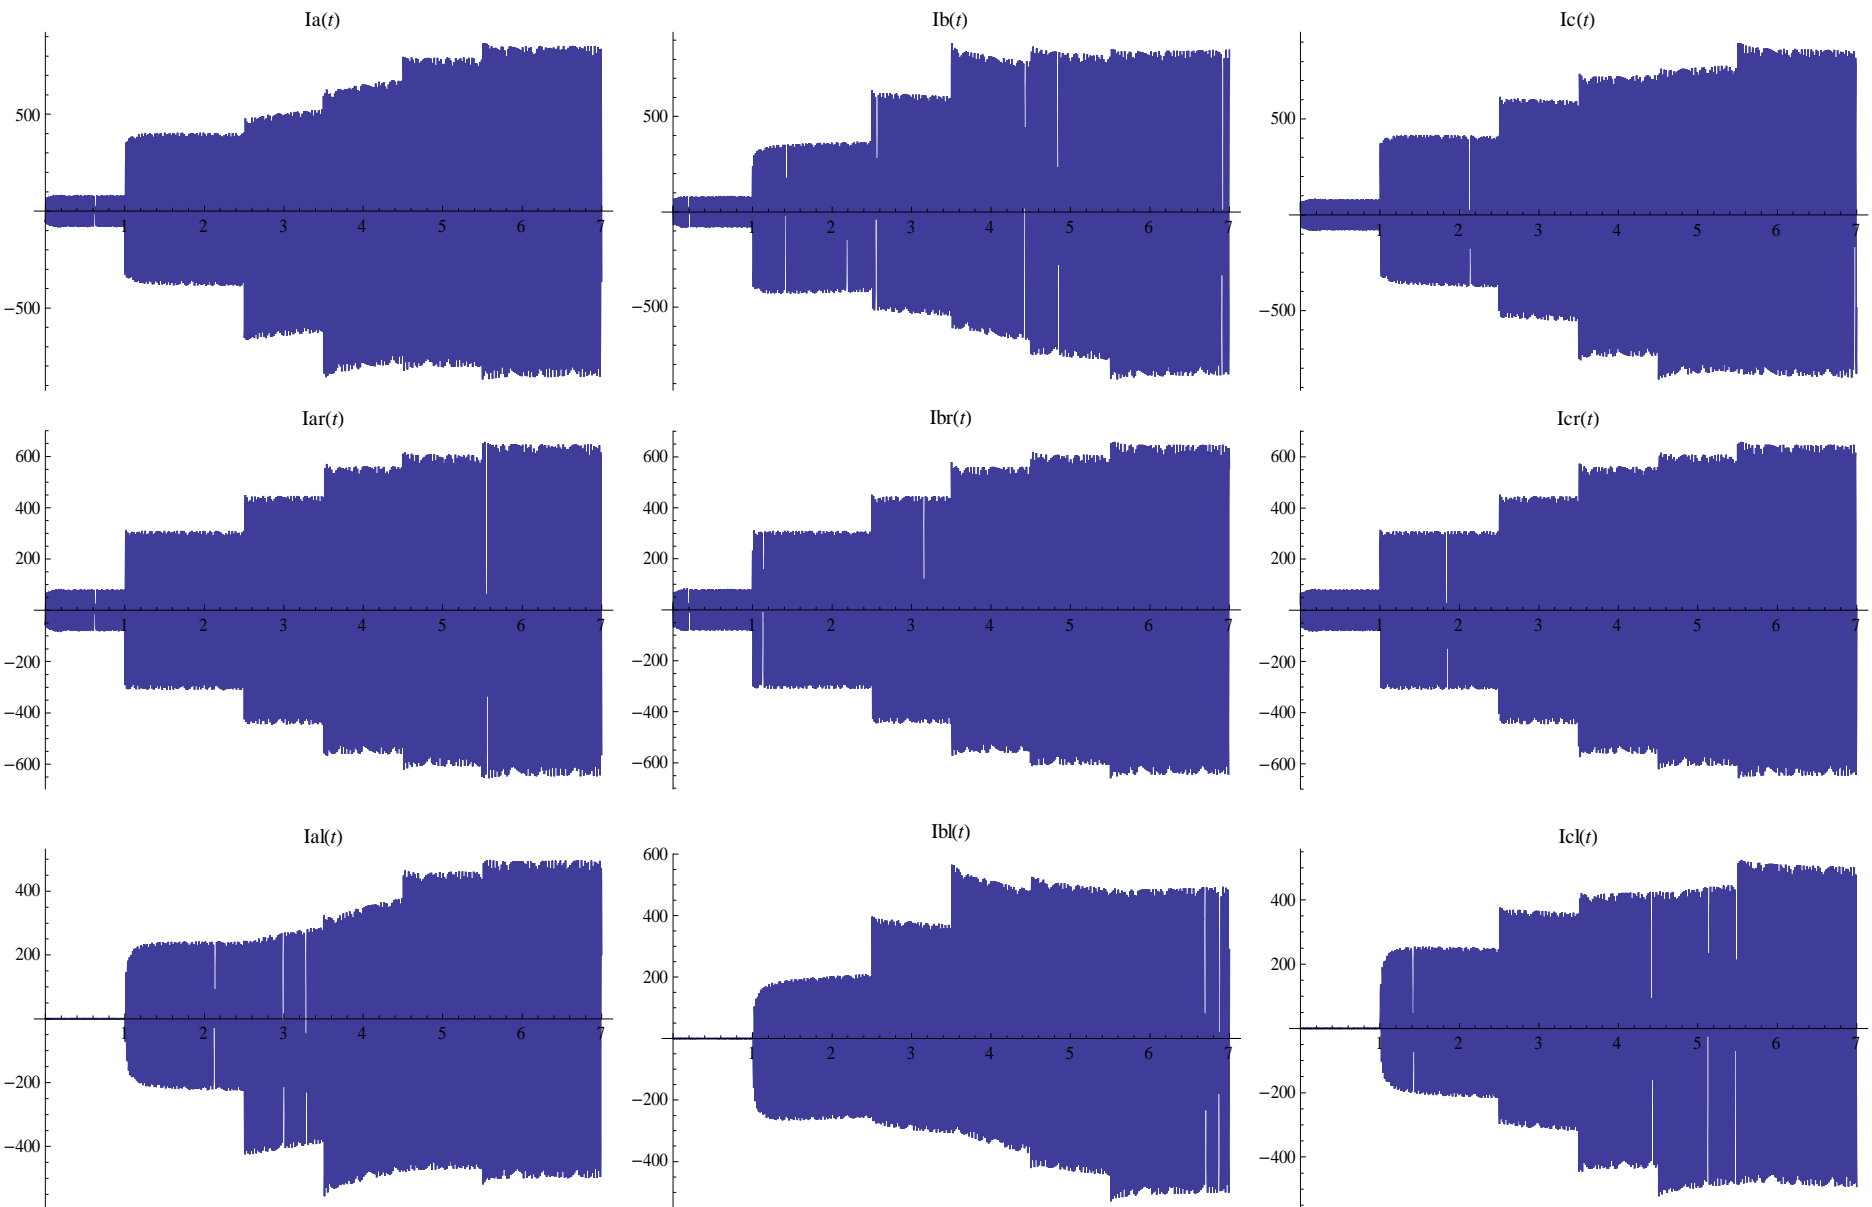 Ia(t) Ib(t) Ic(t)
500 500 500
1 2 3 4 5 6 7 1 2 3 4 5 6 7 1 2 3 4 5 6 7
−500 −500 −500
Iar(t) Ibr(t) Icr(t)
600 600 600
400 400 400
200 200 200
1 2 3 4 5 6 7 1 2 3 4 5 6 7 1 2 3 4 5 6 7
−200 −200 −200
−400 −400 −400
−600 −600 −600
Ial(t) Ibl(t) Icl(t)
400 600 400
200 400 200
1 2 3 4 5 6 7 200 1 2 3 4 5 6 7
−200 1 2 3 4 5 6 7 −200
−400 −200 −400
−400